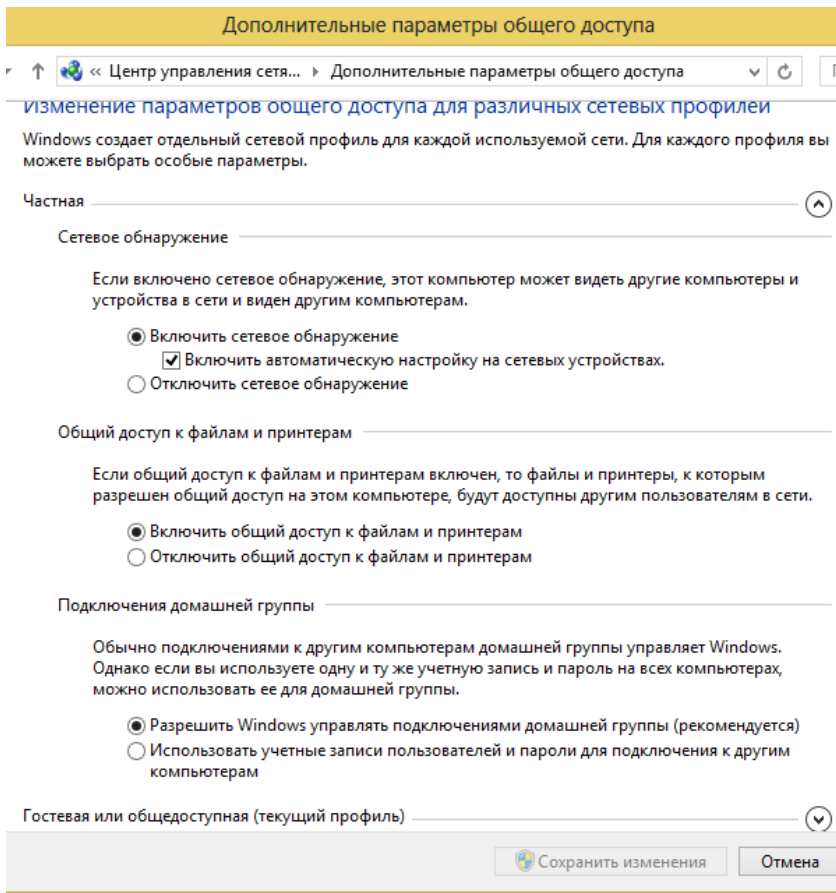 Дополнительные параметры общего доступа
« Центр управления сетя... Дополнительные параметры общего доступа
Изменение параметров общего доступа для различных сетевых профилей
Windows создает отдельный сетевой профиль для каждой используемой сети. Для каждого профиля вы
можете выбрать особые параметры.
Частная
Сетевое обнаружение
Если включено сетевое обнаружение, этот компьютер может видеть другие компьютеры и
устройства в сети и виден другим компьютерам.
Включить сетевое обнаружение
Включить автоматическую настройку на сетевых устройствах.
Отключить сетевое обнаружение
Общий доступ к файлам и принтерам
Если общий доступ к файлам и принтерам включен, то файлы и принтеры, к которым
разрешен общий доступ на этом компьютере, будут доступны другим пользователям в сети.
Включить общий доступ к файлам и принтерам
Отключить общий доступ к файлам и принтерам
Подключения домашней группы
Обычно подключениями к другим компьютерам домашней группы управляет Windows.
Однако если вы используете одну и ту же учетную запись и пароль на всех компьютерах,
можно использовать ее для домашней группы.
Разрешить Windows управлять подключениями домашней группы (рекомендуется)
Использовать учетные записи пользователей и пароли для подключения к другим
компьютерам
Гостевая или общедоступная (текущий профиль)
Сохранить изменения
Отмена